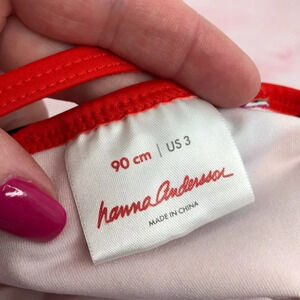 90 cm | US 3
hanna Andersson
MADE IN CHINA